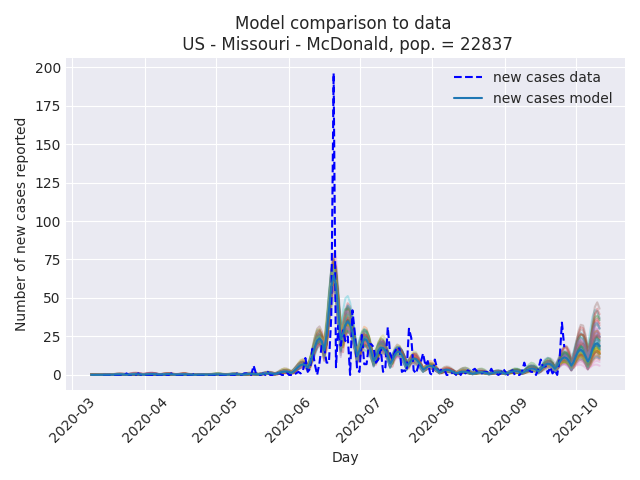 Model comparison to data
US - Missouri - McDonald, pop. = 22837
new cases data
new cases model
Number of new cases reported
200
175
150
125
100
75
50
25
0
2020-03
2020-04
2020-05
2020-06
2020-07
2020-08
2020-09
2020-10
Day